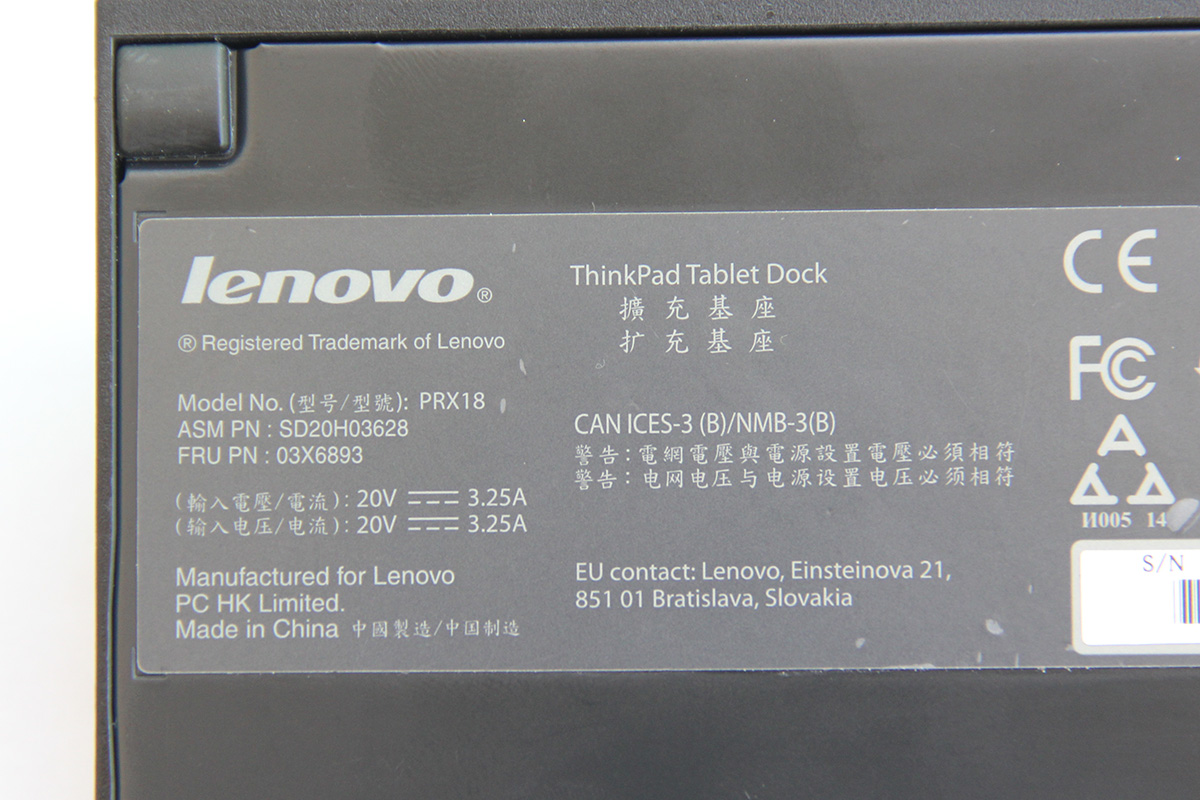 lenovo®
® Registered Trademark of Lenovo
Model No. (型号/型號): PRX18
ASM PN : SD20H03628
FRU PN : 03X6893
(輸入電壓/電流): 20V 3.25A
(输入电压/电流): 20V 3.25A
Manufactured for Lenovo
PC HK Limited.
Made in China 中國製造/中国制造
ThinkPad Tablet Dock
擴充基座
扩充基座
CAN ICES-3 (B)/NMB-3(B)
警告:電網電壓與電源設置電壓必須相符
警告:电网电压与电源设置电压必须相符
EU contact: Lenovo, Einsteinova 21,
851 01 Bratislava, Slovakia
CE
FC
И005 14
S/N